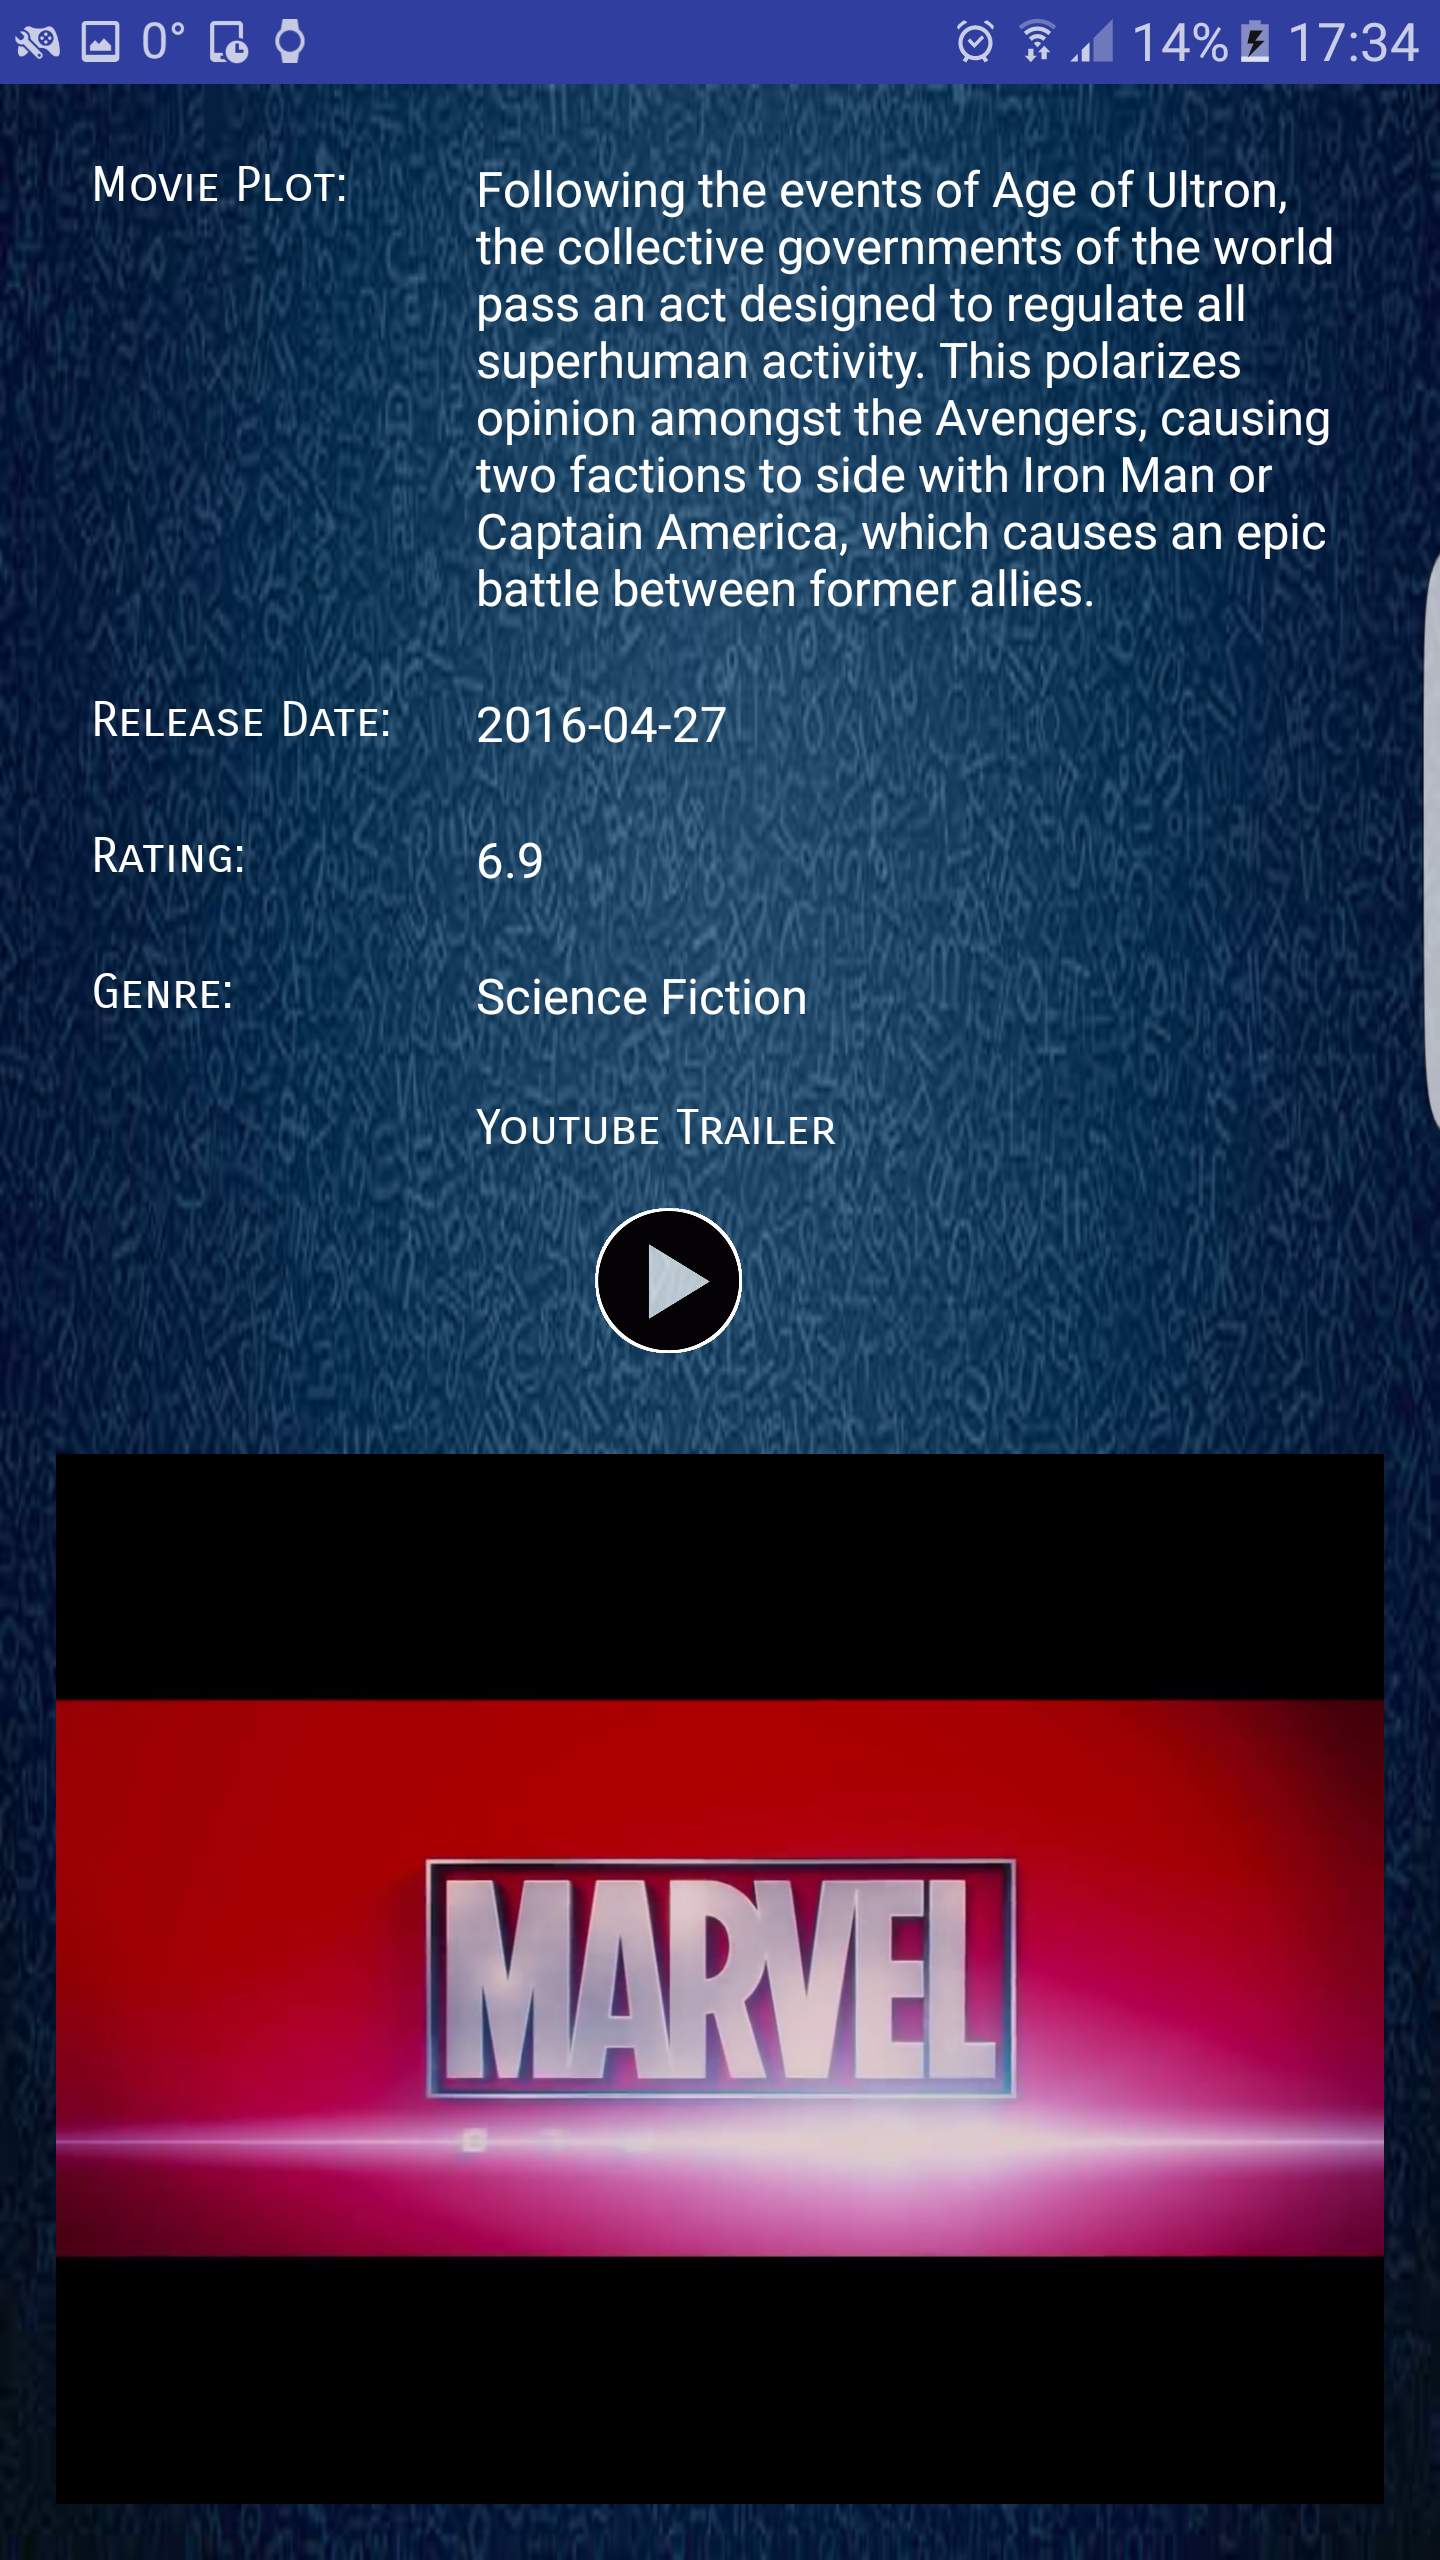 0° 14% 17:34
Movie Plot: Following the events of Age of Ultron,
the collective governments of the world
pass an act designed to regulate all
superhuman activity. This polarizes
opinion amongst the Avengers, causing
two factions to side with Iron Man or
Captain America, which causes an epic
battle between former allies.
Release Date: 2016-04-27
Rating: 6.9
Genre: Science Fiction
Youtube Trailer
MARVEL